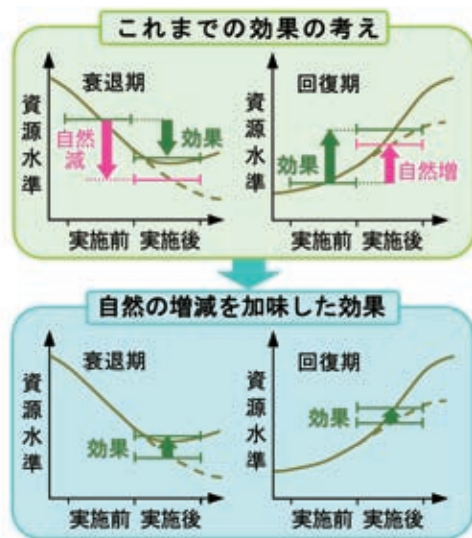 これまでの効果の考え
資源水準
衰退期
自然減
効果
実施前
実施後
資源水準
回復期
効果
自然増
実施前
実施後
自然の増減を加味した効果
資源水準
衰退期
効果
実施前
実施後
資源水準
回復期
効果
実施前
実施後